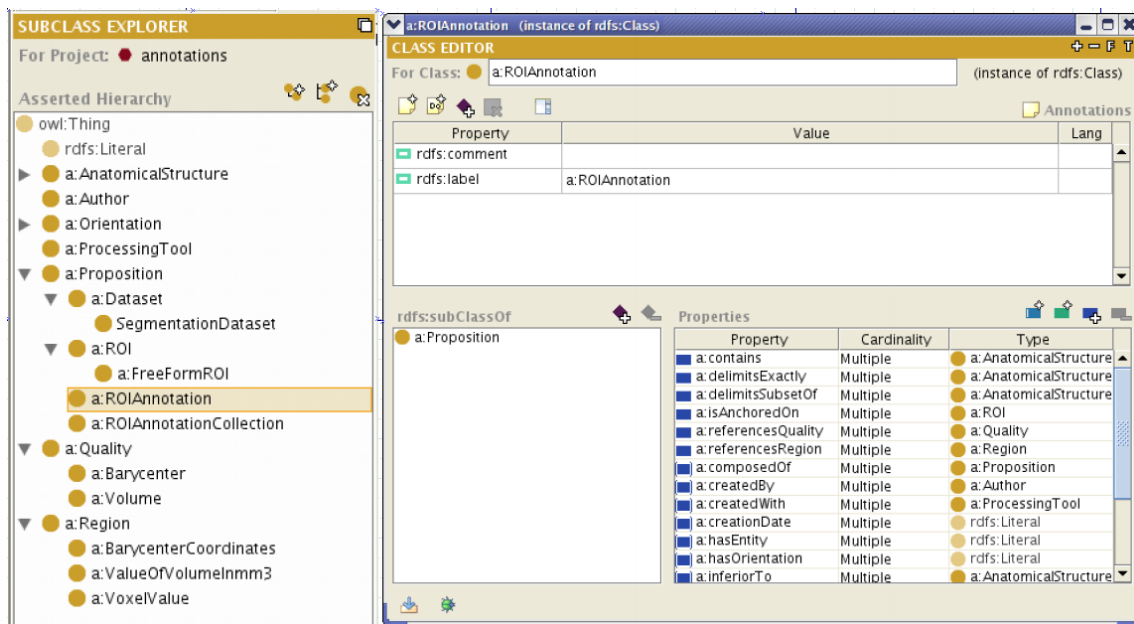 SUBCLASS EXPLORER
For Project: annotations
Asserted Hierarchy
owl:Thing
rdfs:Literal
a:AnatomicalStructure
a:Author
a:Orientation
a:ProcessingTool
a:Proposition
a:Dataset
SegmentationDataset
a:ROI
a:FreeFormROI
a:ROIAnnotation
a:ROIAnnotationCollection
a:Quality
a:Barycenter
a:Volume
a:Region
a:BarycenterCoordinates
a:ValueOfVolumeInmm3
a:VoxelValue
a:ROIAnnotation (instance of rdfs:Class)
CLASS EDITOR
F T
For Class: a:ROIAnnotation (instance of rdfs:Class)
Annotations
Property Value Lang
rdfs:comment
rdfs:label a:ROIAnnotation
rdfs:subClassOf
a:Proposition
Properties
Property Cardinality Type
a:contains Multiple a:AnatomicalStructure
a:delimitsExactly Multiple a:AnatomicalStructure
a:delimitsSubsetOf Multiple a:AnatomicalStructure
a:isAnchoredOn Multiple a:ROI
a:referencesQuality Multiple a:Quality
a:referencesRegion Multiple a:Region
a:composedOf Multiple a:Proposition
a:createdBy Multiple a:Author
a:createdWith Multiple a:ProcessingTool
a:creationDate Multiple rdfs:Literal
a:hasEntity Multiple rdfs:Literal
a:hasOrientation Multiple rdfs:Literal
a:inferiorTo Multiple a:AnatomicalStructure